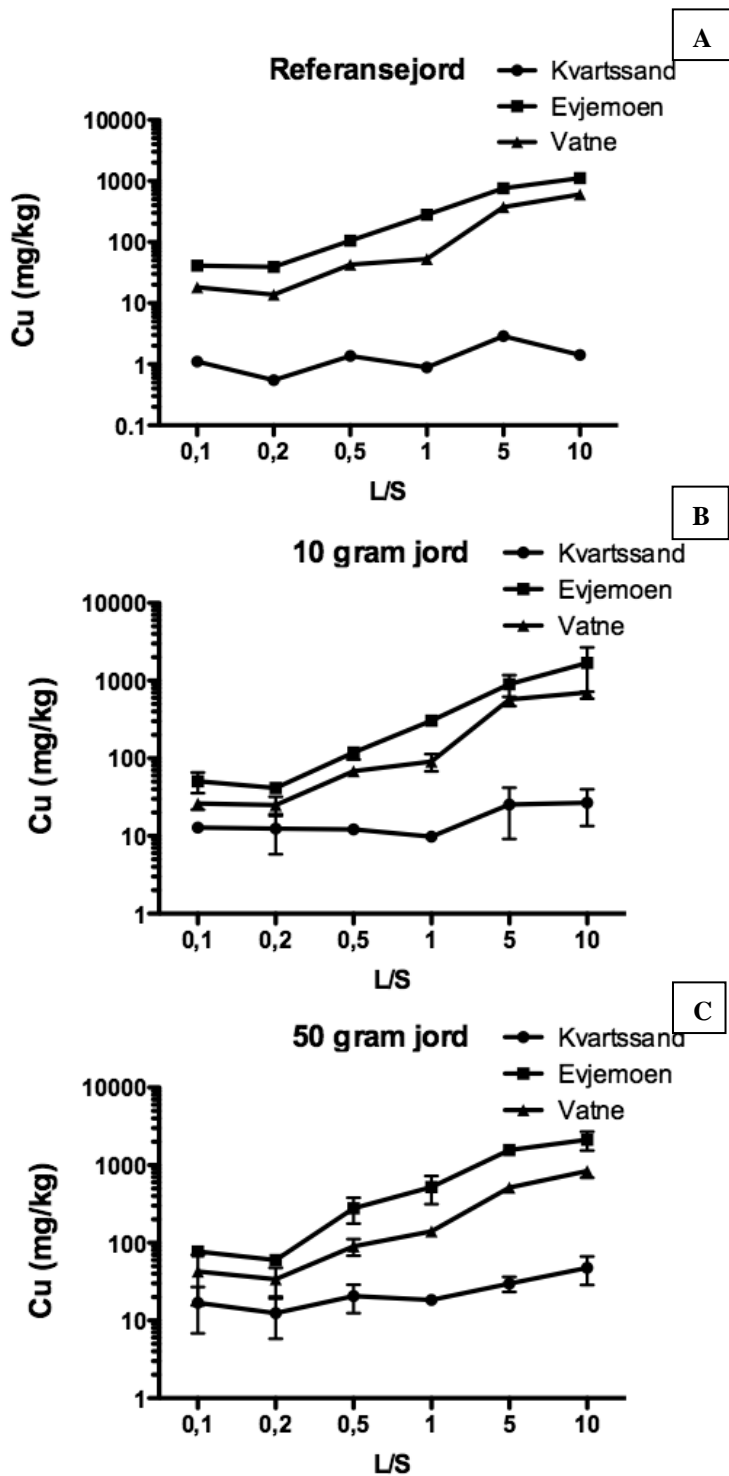 A
Referansejord
Kvartssand
Evjemoen
Vatne
Cu (mg/kg)
10000
1000
100
10
1
0.1
0,1 0,2 0,5 1 5 10
L/S
B
10 gram jord
Kvartssand
Evjemoen
Vatne
Cu (mg/kg)
10000
1000
100
10
1
0,1 0,2 0,5 1 5 10
L/S
C
50 gram jord
Kvartssand
Evjemoen
Vatne
Cu (mg/kg)
10000
1000
100
10
1
0,1 0,2 0,5 1 5 10
L/S